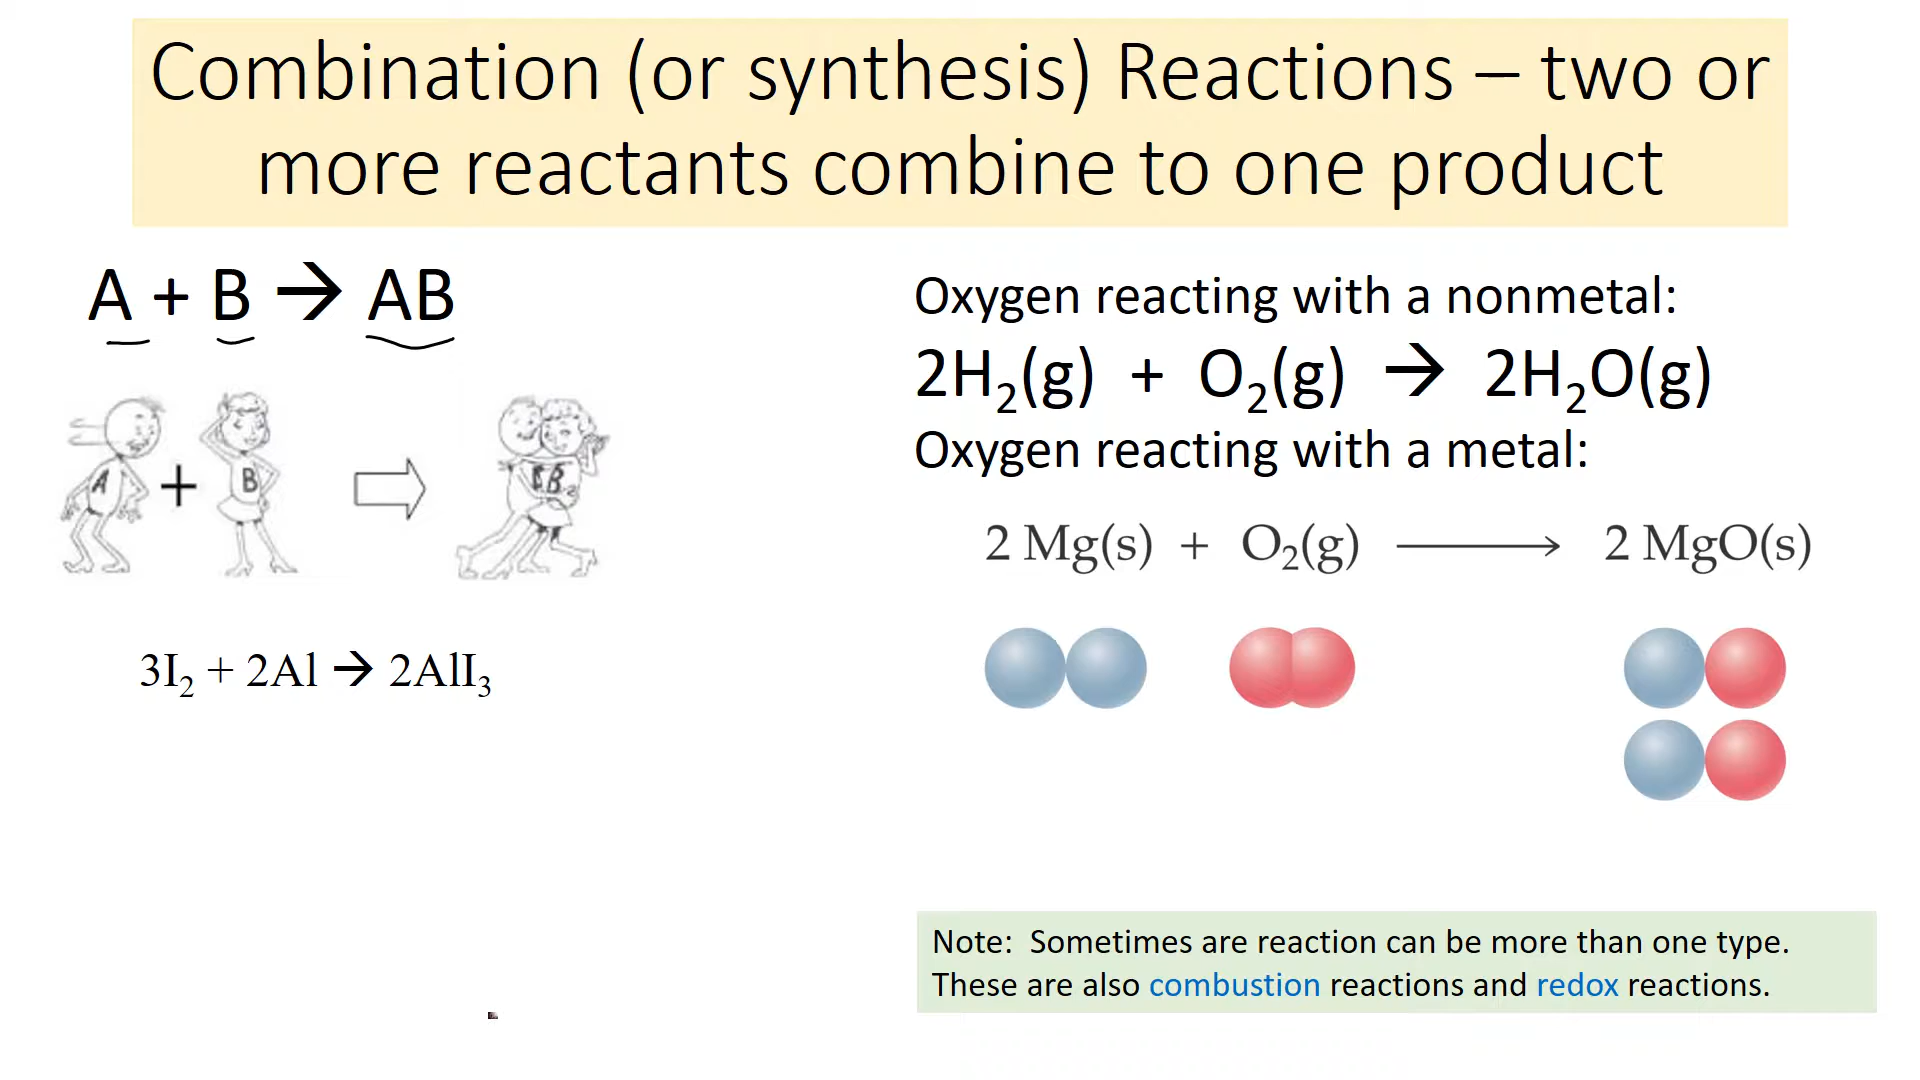 Combination (or synthesis) Reactions – two or
more reactants combine to one product
A + B → AB
A + B
3I₂ + 2Al → 2AlI₃
Oxygen reacting with a nonmetal:
2H₂(g) + O₂(g) → 2H₂O(g)
Oxygen reacting with a metal:
2 Mg(s) + O₂(g) ⟶ 2 MgO(s)
Note: Sometimes are reaction can be more than one type.
These are also combustion reactions and redox reactions.